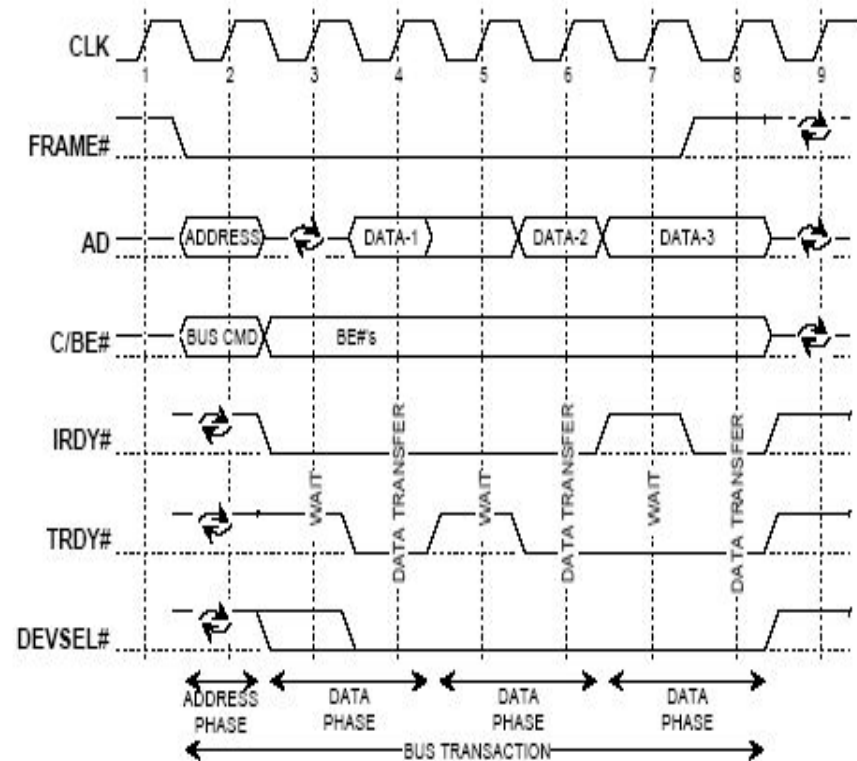 CLK
1 2 3 4 5 6 7 8 9
FRAME#
AD
ADDRESS
DATA-1
DATA-2
DATA-3
C/BE#
BUS CMD
BE#'s
IRDY#
TRDY#
WAIT
DATA TRANSFER
WAIT
DATA TRANSFER
WAIT
DATA TRANSFER
DEVSEL#
ADDRESS
PHASE
DATA
PHASE
DATA
PHASE
DATA
PHASE
BUS TRANSACTION